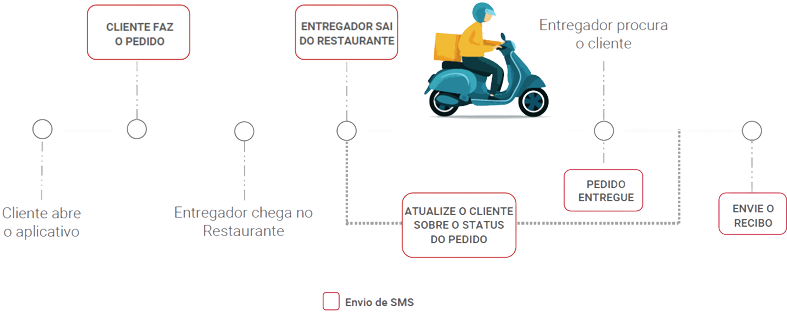 CLIENTE FAZ
O PEDIDO
ENTREGADOR SAI
DO RESTAURANTE
Entregador procura
o cliente
Cliente abre
o aplicativo
Entregador chega no
Restaurante
ATUALIZE O CLIENTE
SOBRE O STATUS
DO PEDIDO
PEDIDO
ENTREGUE
ENVIE O
RECIBO
Envio de SMS